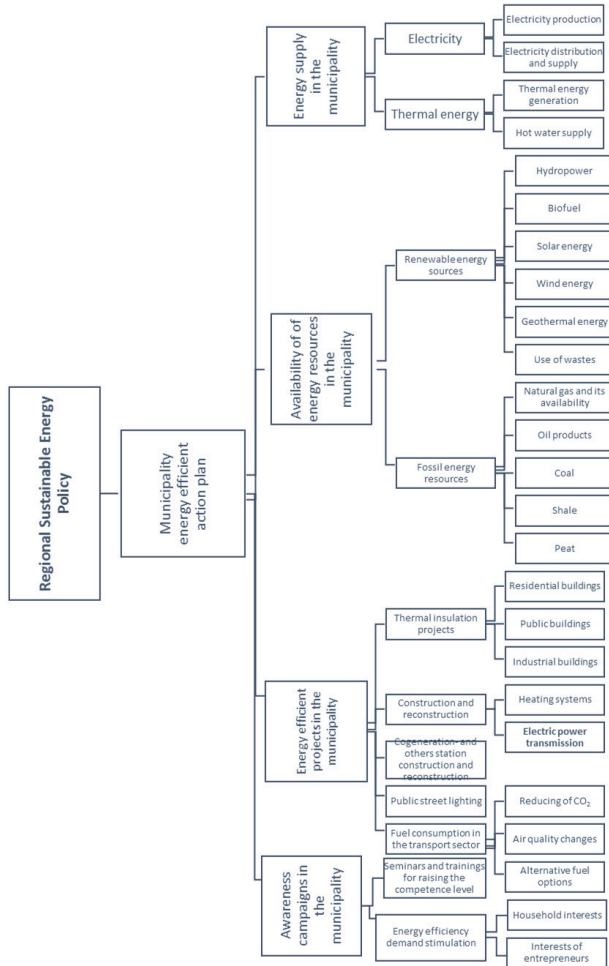 Regional Sustainable Energy
Policy
Municipality
energy efficient
action plan
Energy supply
in the
municipality
Electricity
Electricity production
Electricity distribution
and supply
Thermal energy
Thermal energy
generation
Hot water supply
Availability of of
energy resources
in the
municipality
Renewable energy
sources
Hydropower
Biofuel
Solar energy
Wind energy
Geothermal energy
Use of wastes
Fossil energy
resources
Natural gas and its
availability
Oil products
Coal
Shale
Peat
Energy efficient
projects in the
municipality
Thermal insulation
projects
Residential buildings
Public buildings
Industrial buildings
Construction and
reconstruction
Heating systems
Electric power
transmission
Cogeneration- and
others station
construction and
reconstruction
Public street lighting
Fuel consumption in
the transport sector
Reducing of CO₂
Air quality changes
Alternative fuel
options
Awareness
campaigns in
the
municipality
Seminars and trainings
for raising the
competence level
Energy efficiency
demand stimulation
Household interests
Interests of
entrepreneurs